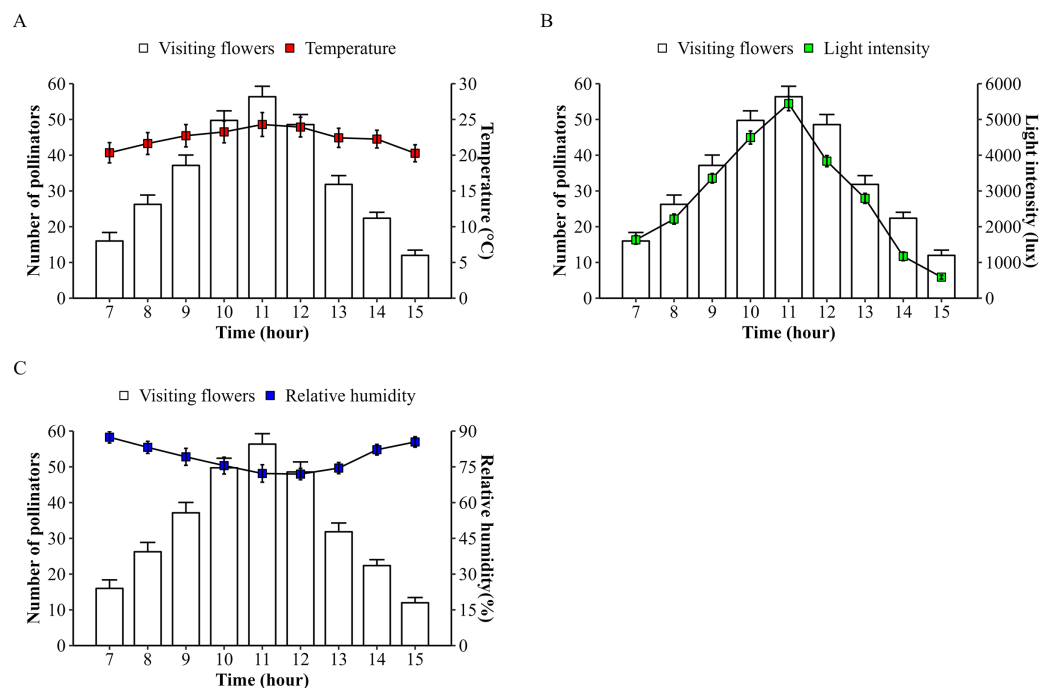 A
Visiting flowers Temperature
Number of pollinators
60
50
40
30
20
10
0
30
25
20
15
10
5
0
Temperature (°C)
7 8 9 10 11 12 13 14 15
Time (hour)
B
Visiting flowers Light intensity
Number of pollinators
60
50
40
30
20
10
0
6000
5000
4000
3000
2000
1000
0
Light intensity (lux)
7 8 9 10 11 12 13 14 15
Time (hour)
C
Visiting flowers Relative humidity
Number of pollinators
60
50
40
30
20
10
0
90
75
60
45
30
15
0
Relative humidity(%)
7 8 9 10 11 12 13 14 15
Time (hour)